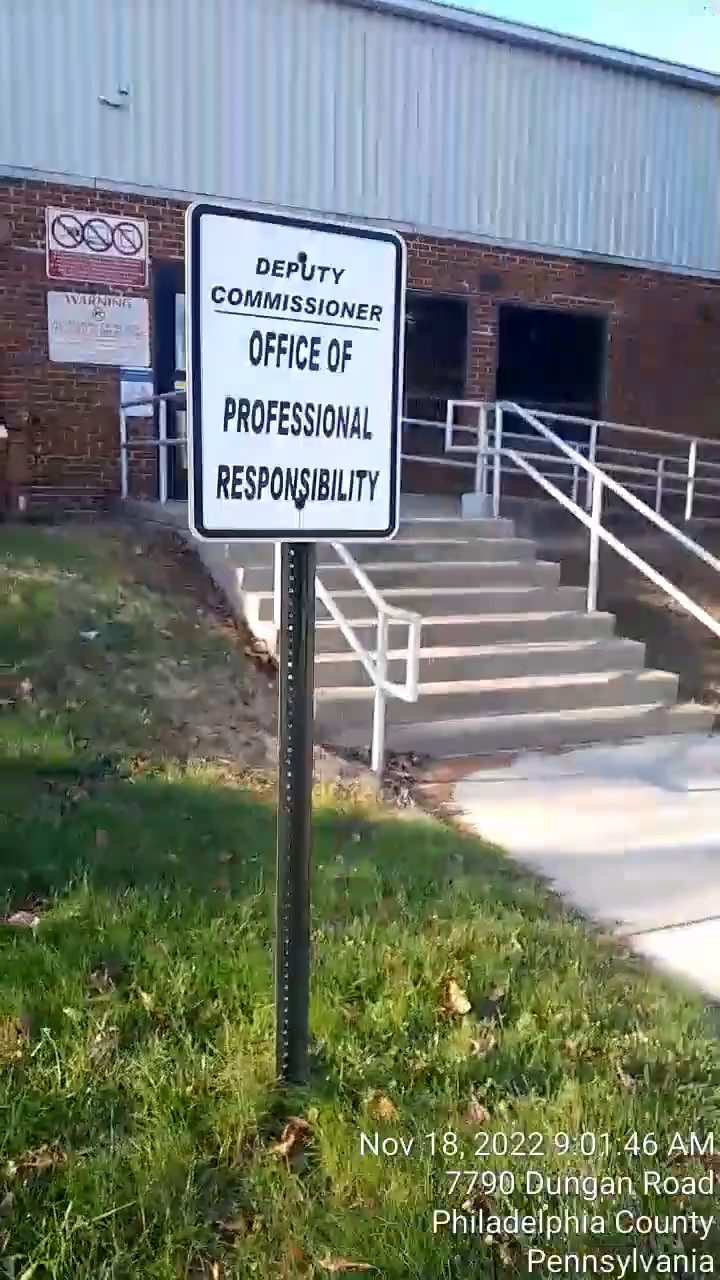 WARNING
DEPUTY
COMMISSIONER
OFFICE OF
PROFESSIONAL
RESPONSIBILITY
Nov 18, 2022 9:01:46 AM
7790 Dungan Road
Philadelphia County
Pennsylvania